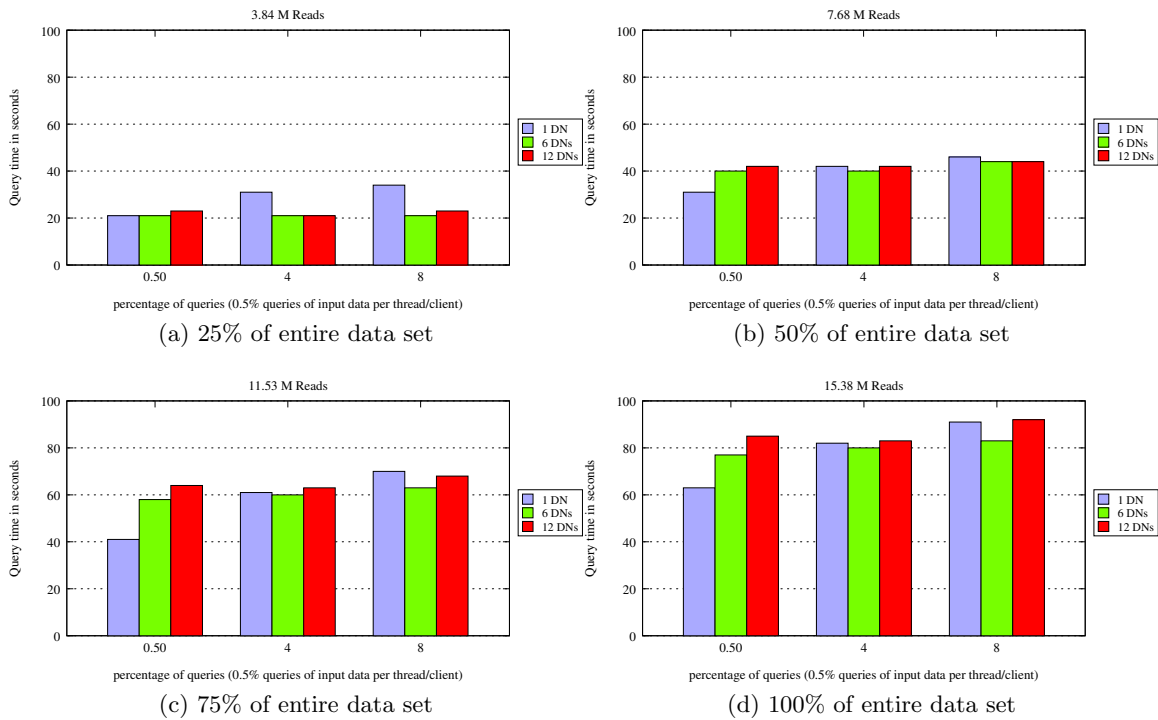 3.84 M Reads
100
80
60
40
20
0
Query time in seconds
1 DN
6 DNs
12 DNs
0.50 4 8
percentage of queries (0.5% queries of input data per thread/client)
(a) 25% of entire data set
7.68 M Reads
100
80
60
40
20
0
Query time in seconds
1 DN
6 DNs
12 DNs
0.50 4 8
percentage of queries (0.5% queries of input data per thread/client)
(b) 50% of entire data set
11.53 M Reads
100
80
60
40
20
0
Query time in seconds
1 DN
6 DNs
12 DNs
0.50 4 8
percentage of queries (0.5% queries of input data per thread/client)
(c) 75% of entire data set
15.38 M Reads
100
80
60
40
20
0
Query time in seconds
1 DN
6 DNs
12 DNs
0.50 4 8
percentage of queries (0.5% queries of input data per thread/client)
(d) 100% of entire data set